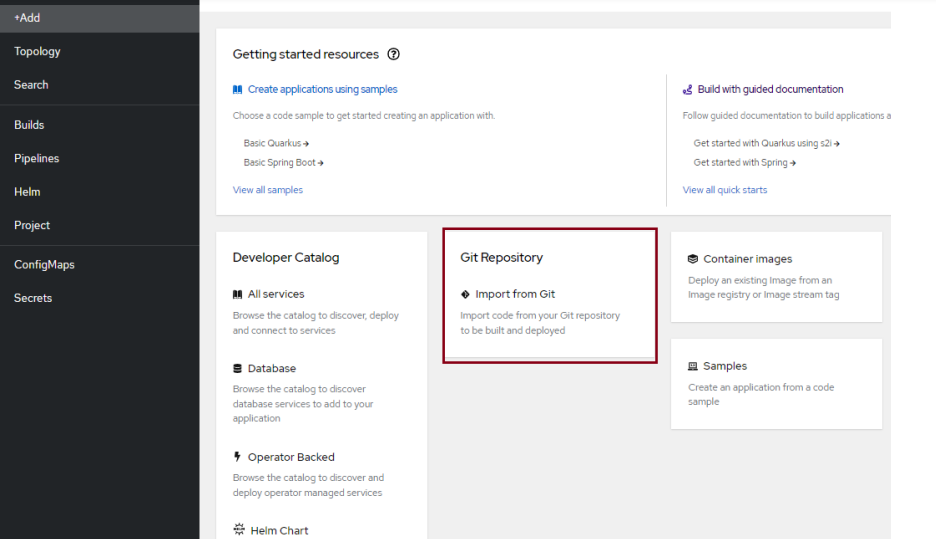 +Add
Topology
Search
Builds
Pipelines
Helm
Project
ConfigMaps
Secrets
Getting started resources
Create applications using samples
Choose a code sample to get started creating an application with.
Basic Quarkus
Basic Spring Boot
View all samples
Build with guided documentation
Follow guided documentation to build applications a
Get started with Quarkus using s2i
Get started with Spring
View all quick starts
Developer Catalog
All services
Browse the catalog to discover, deploy
and connect to services
Database
Browse the catalog to discover
database services to add to your
application
Operator Backed
Browse the catalog to discover and
deploy operator managed services
Helm Chart
Git Repository
Import from Git
Import code from your Git repository
to be built and deployed
Container images
Deploy an existing Image from an
Image registry or Image stream tag
Samples
Create an application from a code
sample